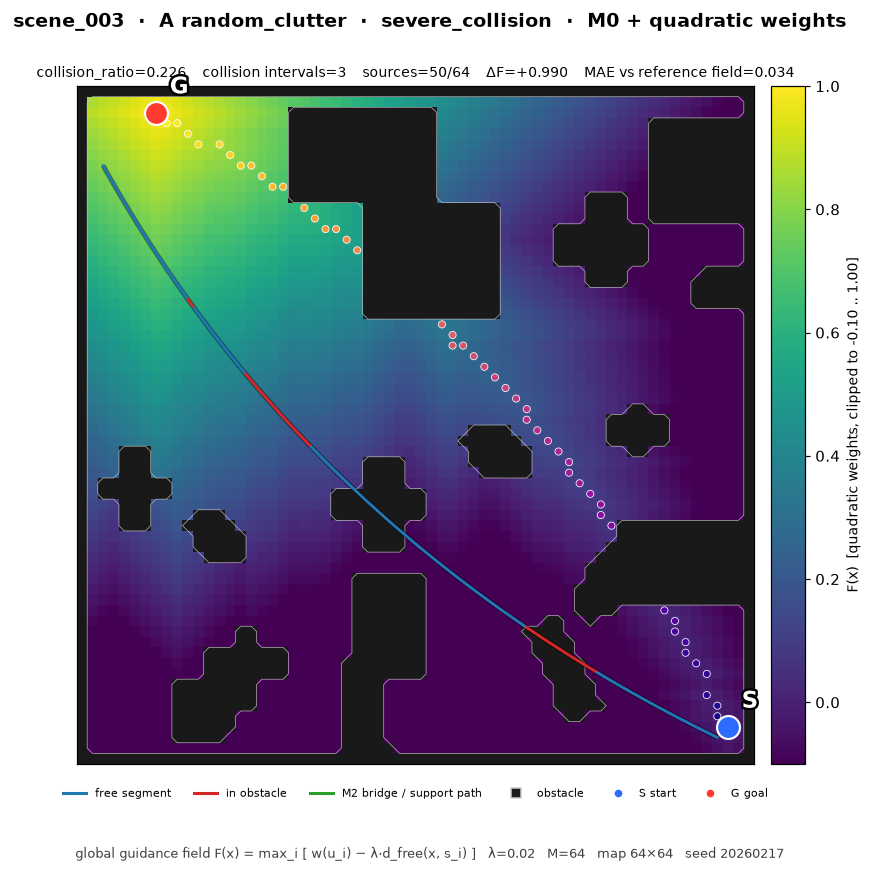 scene_003 · A random_clutter · severe_collision · M0 + quadratic weights
collision_ratio=0.226 collision intervals=3 sources=50/64 ΔF=+0.990 MAE vs reference field=0.034
G
S
1.0
0.8
0.6
0.4
0.2
0.0
F(x) [quadratic weights, clipped to -0.10 .. 1.00]
free segment in obstacle M2 bridge / support path obstacle S start G goal
global guidance field F(x) = max_i [ w(u_i) − λ·d_free(x, s_i) ] λ=0.02 M=64 map 64×64 seed 20260217